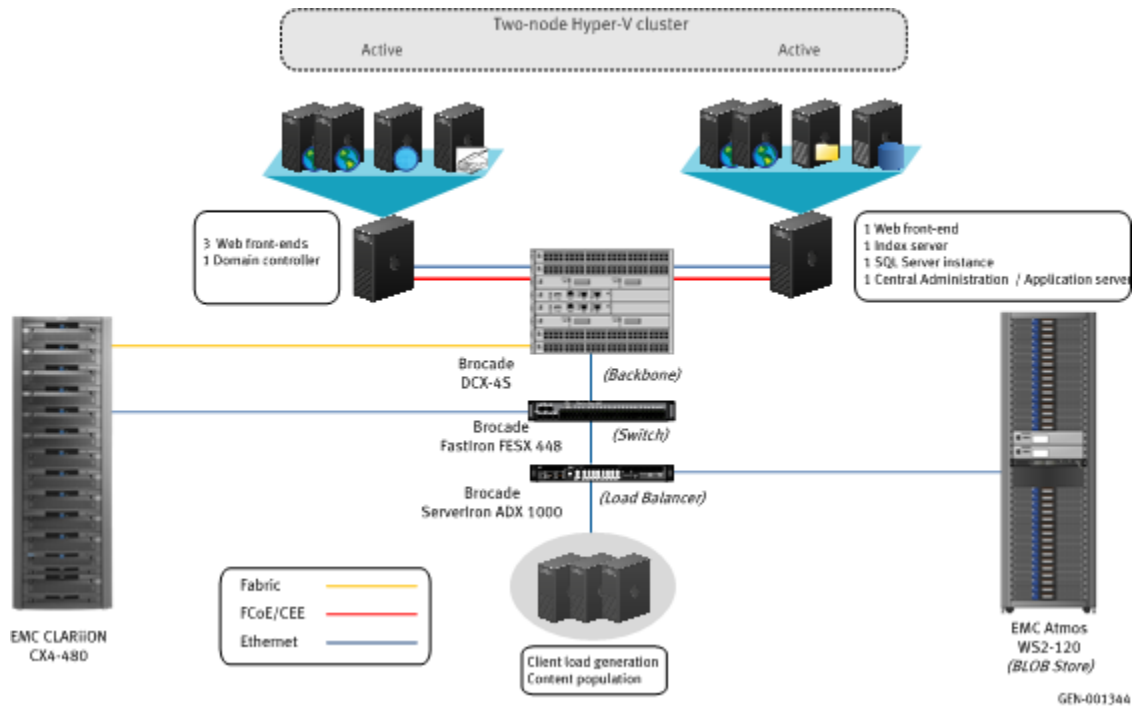 Two-node Hyper-V cluster
Active
Active
3 Web front-ends
1 Domain controller
1 Web front-end
1 Index server
1 SQL Server instance
1 Central Administration / Application server
Brocade
DCX-4S
(Backbone)
Brocade
FastIron FESX 448
(Switch)
Brocade
ServerIron ADX 1000
(Load Balancer)
Fabric
FCoE/CEE
Ethernet
EMC CLARiiON
CX4-480
Client load generation
Content population
EMC Atmos
WS2-120
(BLOB Store)
GEN-001344